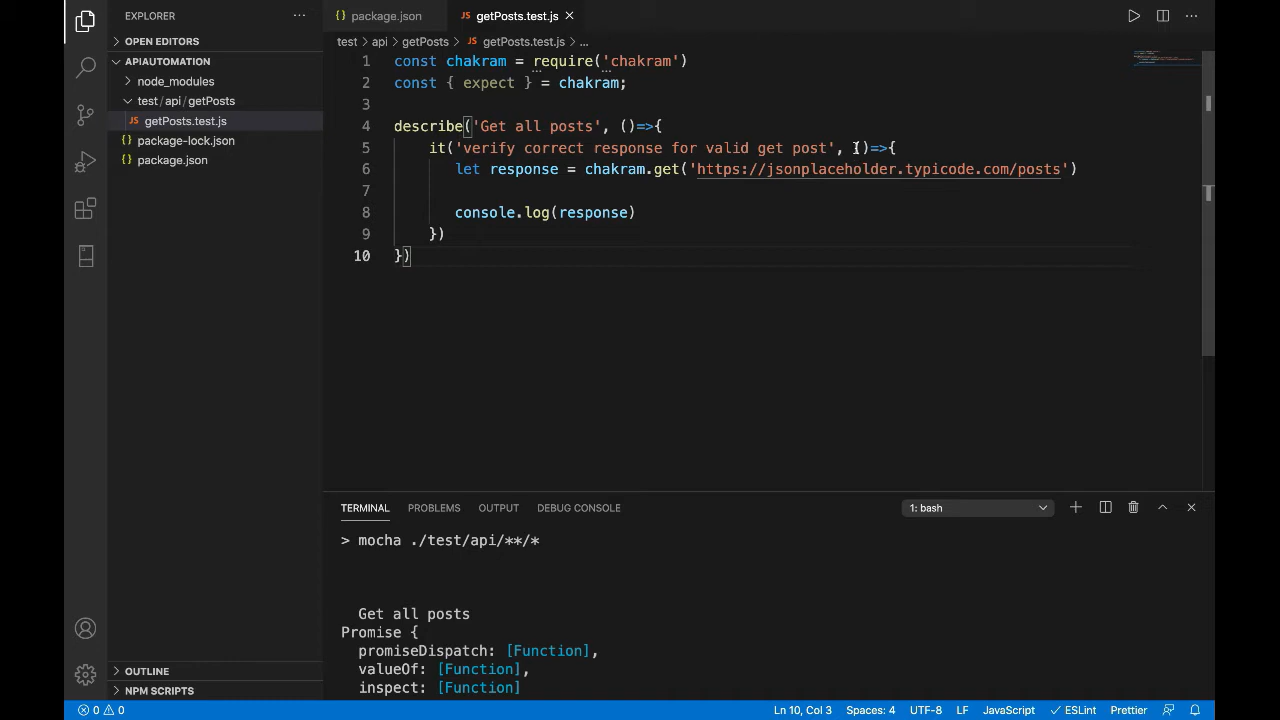 EXPLORER
package.json
JS getPosts.test.js
OPEN EDITORS
test > api > getPosts > JS getPosts.test.js > ...
APIAUTOMATION
node_modules
test / api / getPosts
JS getPosts.test.js
{} package-lock.json
{} package.json
1 const chakram = require('chakram')
2 const { expect } = chakram;
3
4 describe('Get all posts', ()=>{
5 it('verify correct response for valid get post', ()=>{
6 let response = chakram.get('https://jsonplaceholder.typicode.com/posts')
7
8 console.log(response)
9 })
10 })
TERMINAL PROBLEMS OUTPUT DEBUG CONSOLE 1: bash
> mocha ./test/api/**/*
Get all posts
Promise {
promiseDispatch: [Function],
valueOf: [Function],
inspect: [Function]
OUTLINE
NPM SCRIPTS
0 0 Ln 10, Col 3 Spaces: 4 UTF-8 LF JavaScript ESLint Prettier